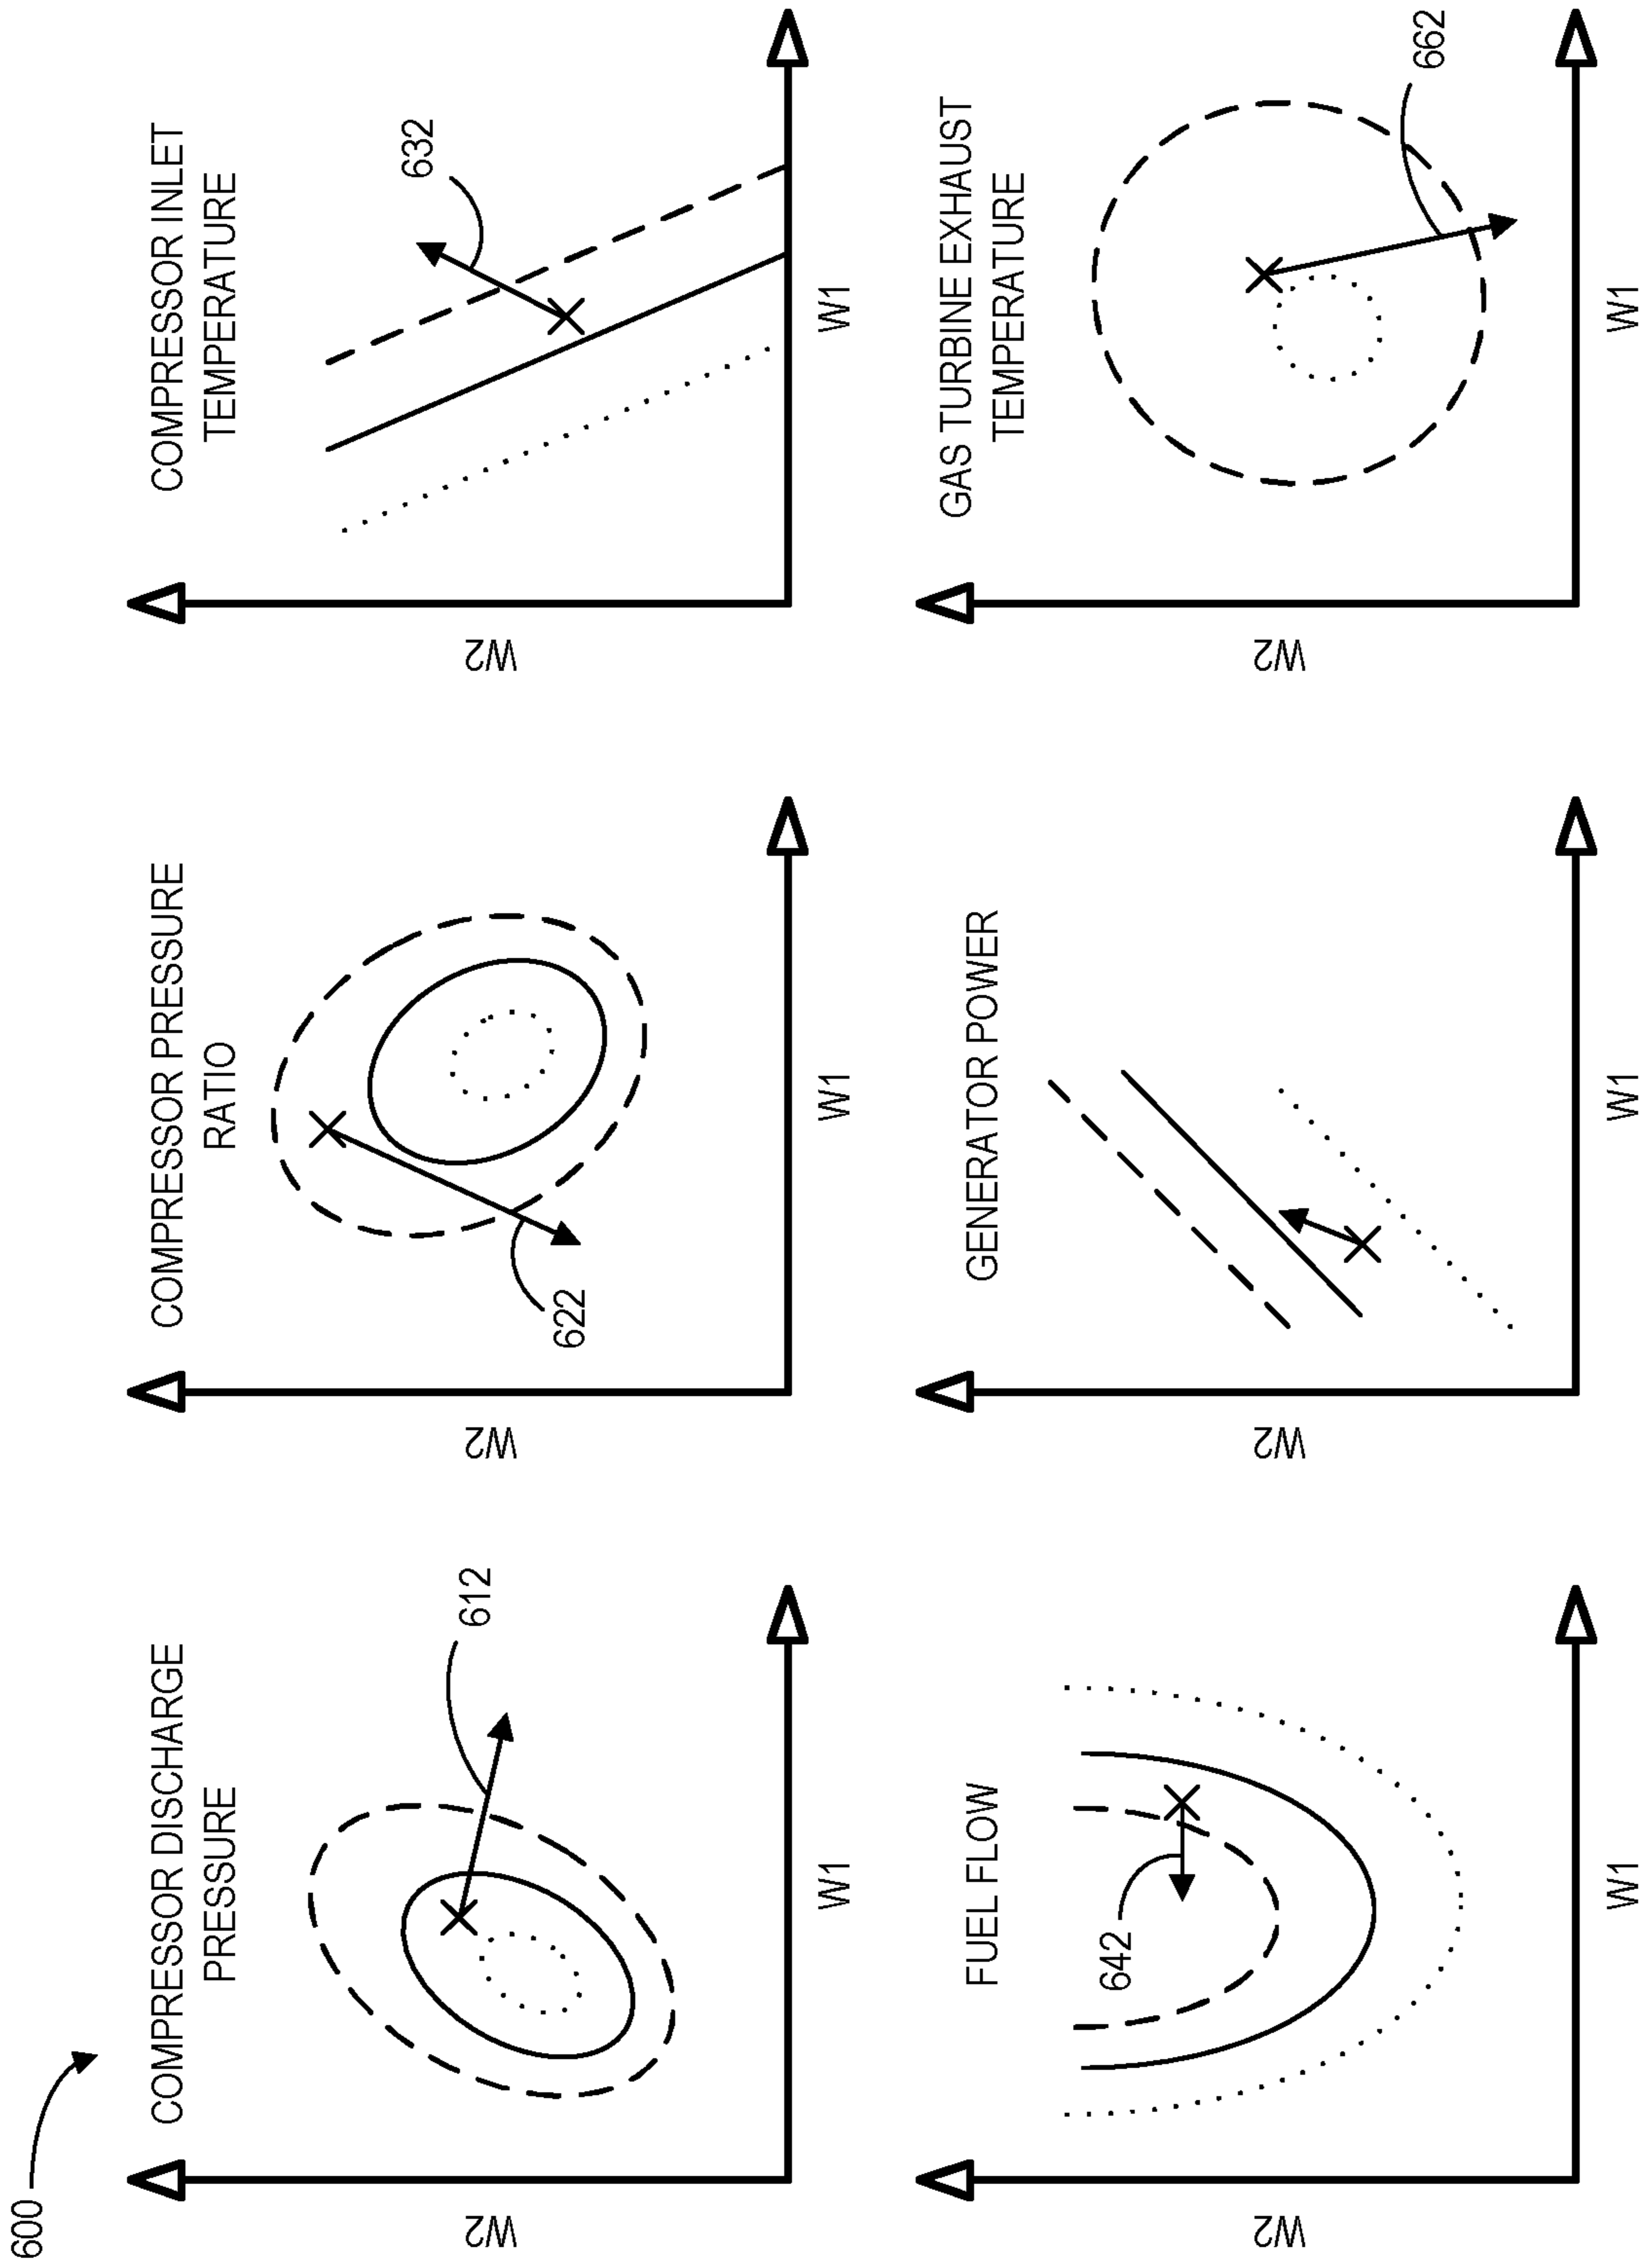 600
COMPRESSOR DISCHARGE
PRESSURE
612
W2
W1
COMPRESSOR PRESSURE
RATIO
622
W2
W1
COMPRESSOR INLET
TEMPERATURE
632
W2
W1
FUEL FLOW
642
W2
W1
GENERATOR POWER
W2
W1
GAS TURBINE EXHAUST
TEMPERATURE
662
W2
W1